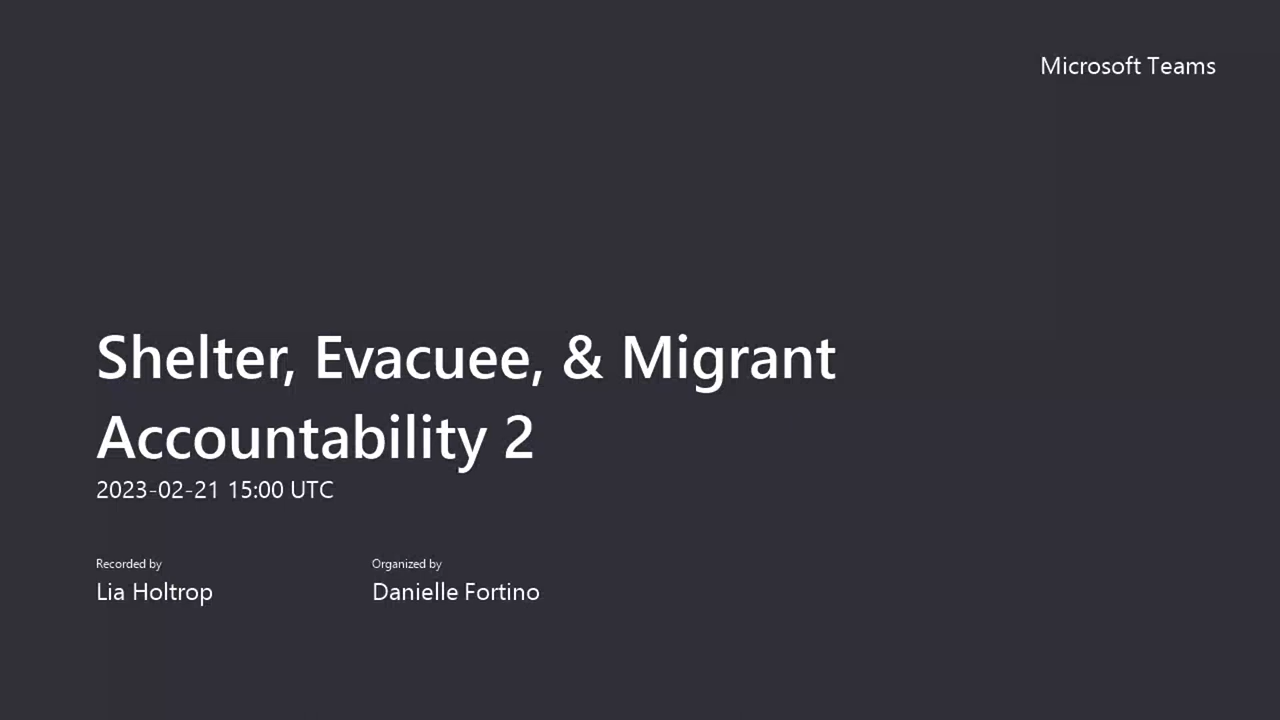 Microsoft Teams
Shelter, Evacuee, & Migrant
Accountability 2
2023-02-21 15:00 UTC
Recorded by
Lia Holtrop
Organized by
Danielle Fortino